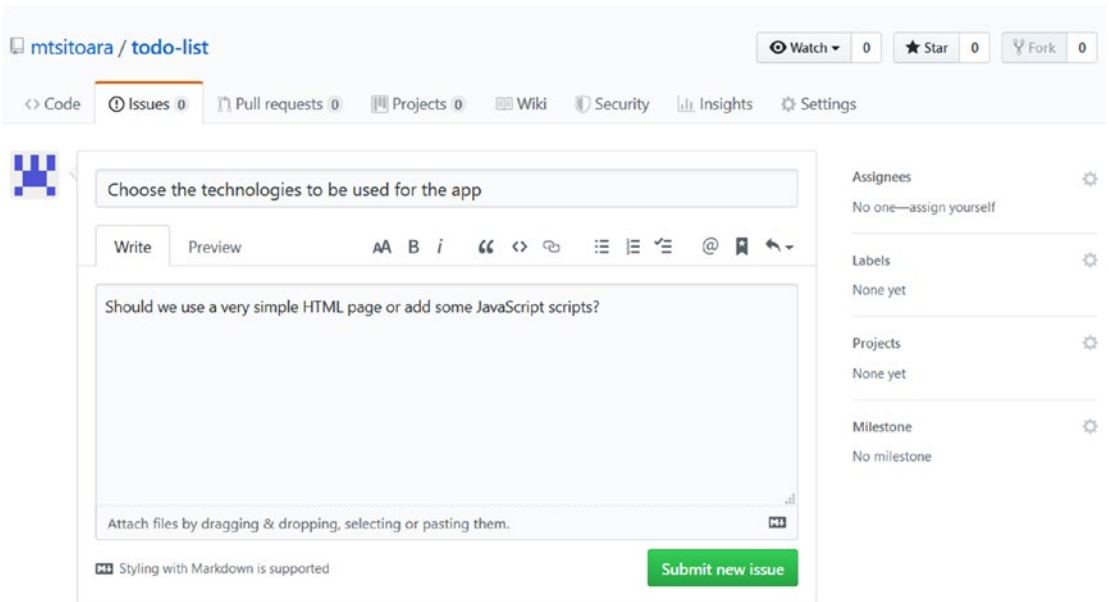 mtsitoara / todo-list
Watch 0 Star 0 Fork 0
Code Issues 0 Pull requests 0 Projects 0 Wiki Security Insights Settings
Choose the technologies to be used for the app
Assignees
No one—assign yourself
Write Preview AA B i @
Labels
None yet
Should we use a very simple HTML page or add some JavaScript scripts?
Projects
None yet
Milestone
No milestone
Attach files by dragging & dropping, selecting or pasting them.
Styling with Markdown is supported
Submit new issue